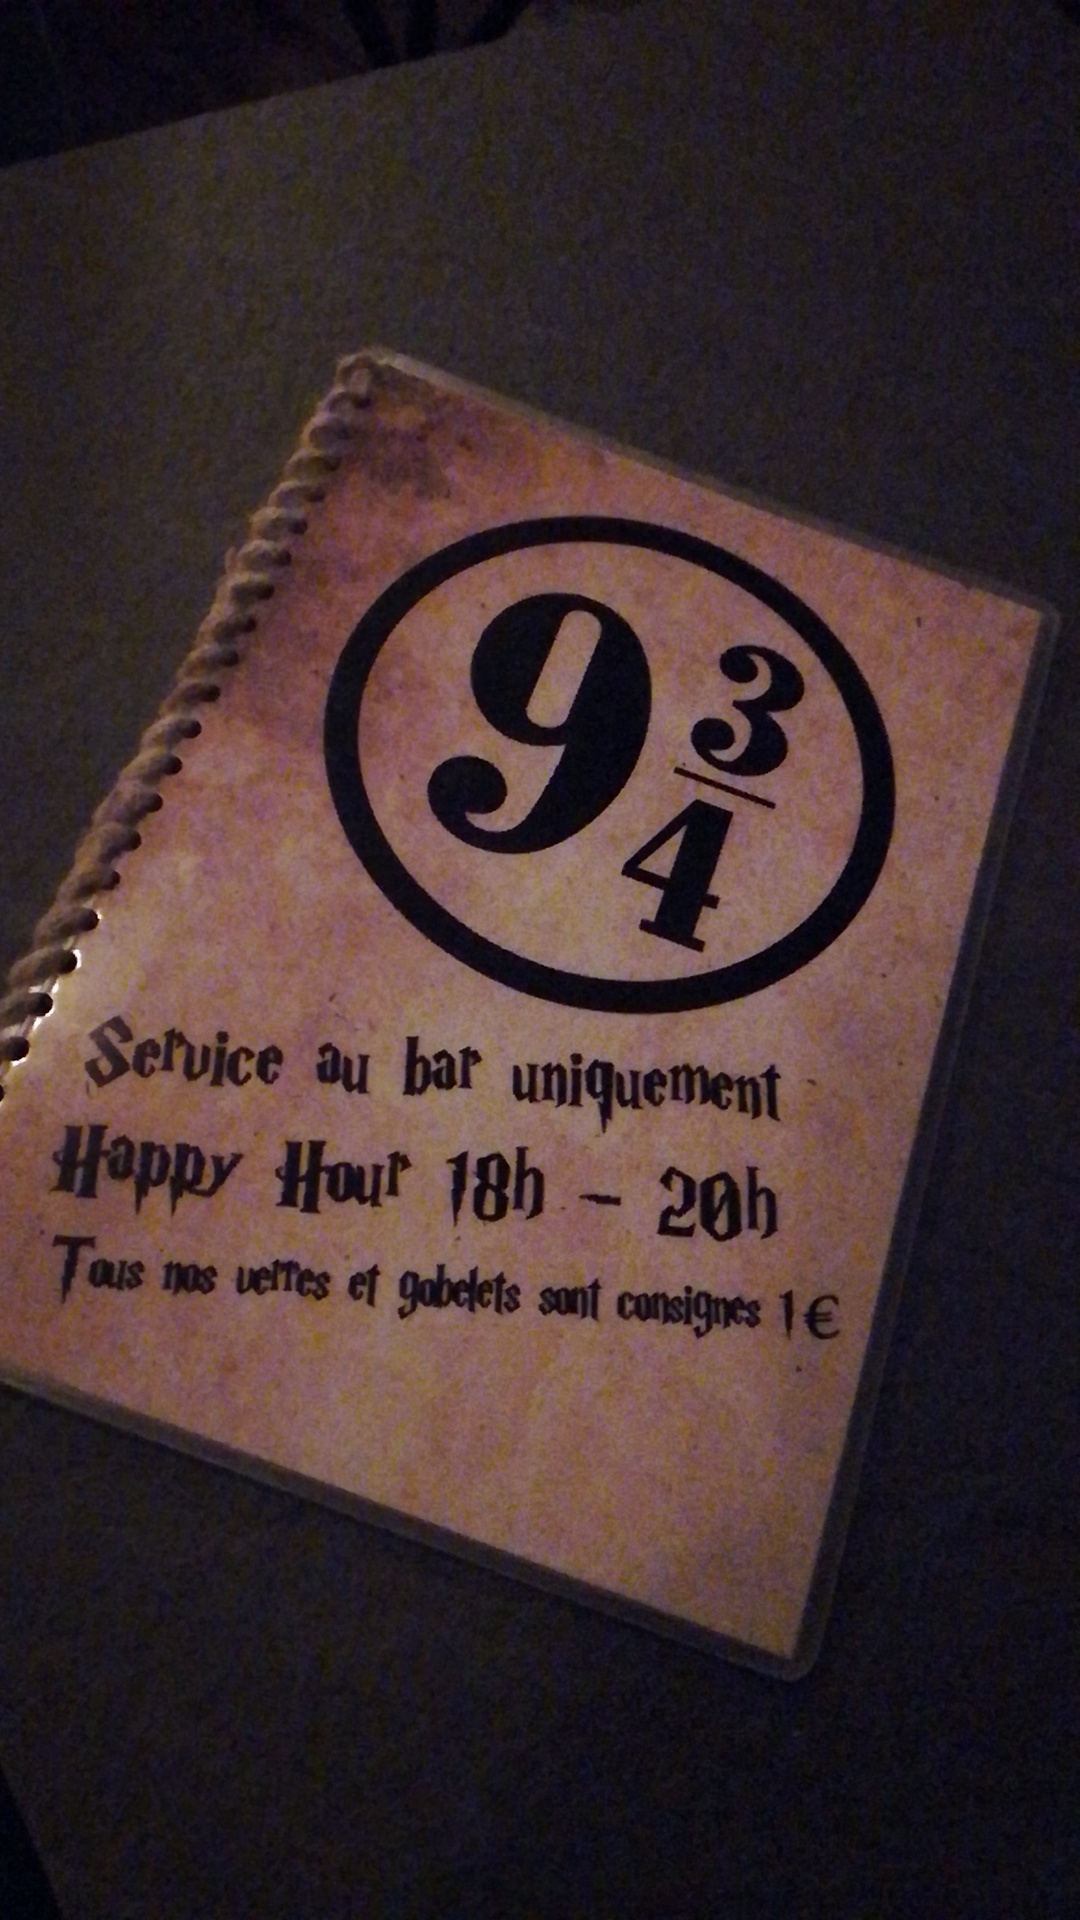 9 3/4
Service au bar uniquement
Happy Hour 18h - 20h
Tous nos verres et gobelets sont consignes 1€